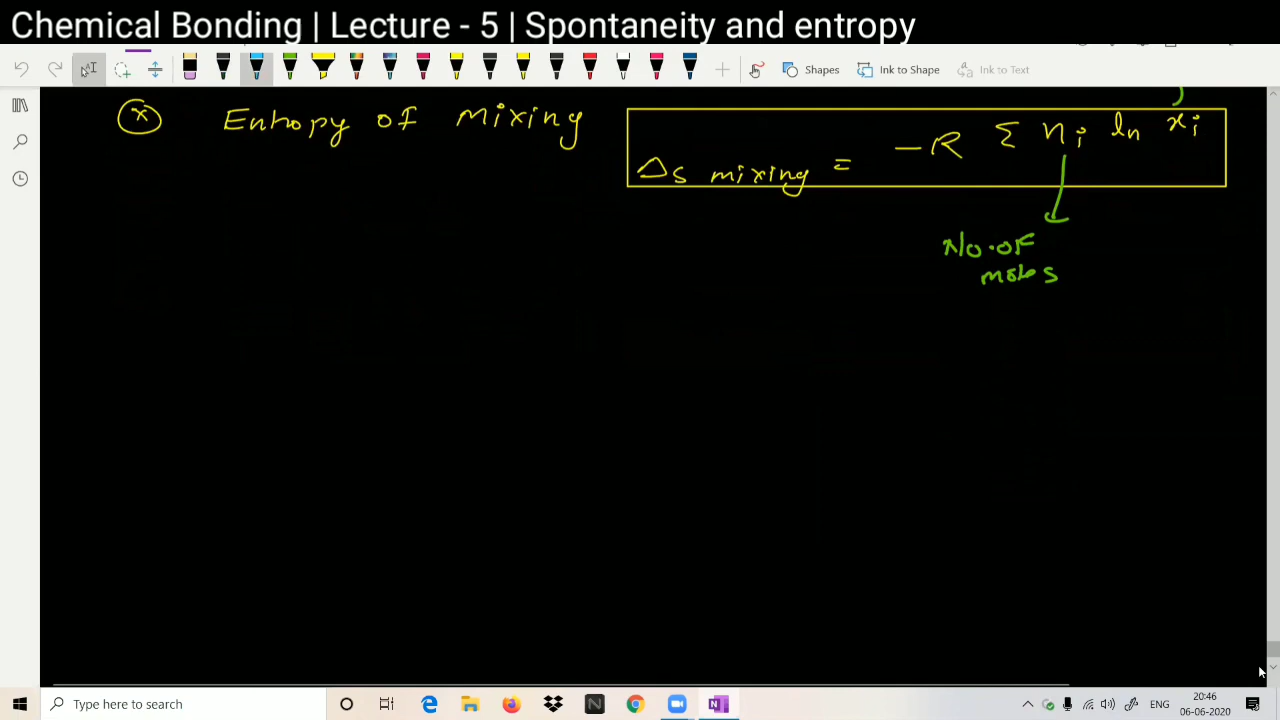 Chemical Bonding | Lecture - 5 | Spontaneity and entropy
Shapes Ink to Shape Ink to Text
x Entropy of mixing
ΔS mixing = -R Σ ni ln xi
No. of
moles
Type here to search
ENG
20:46
06-06-2020